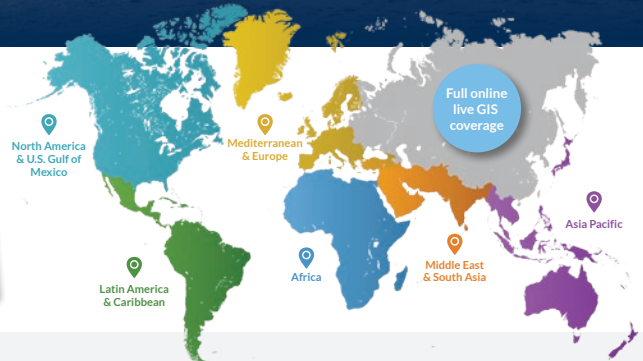 Full online
live GIS
coverage
North America
& U.S. Gulf of
Mexico
Mediterranean
& Europe
Asia Pacific
Middle East
& South Asia
Africa
Latin America
& Caribbean